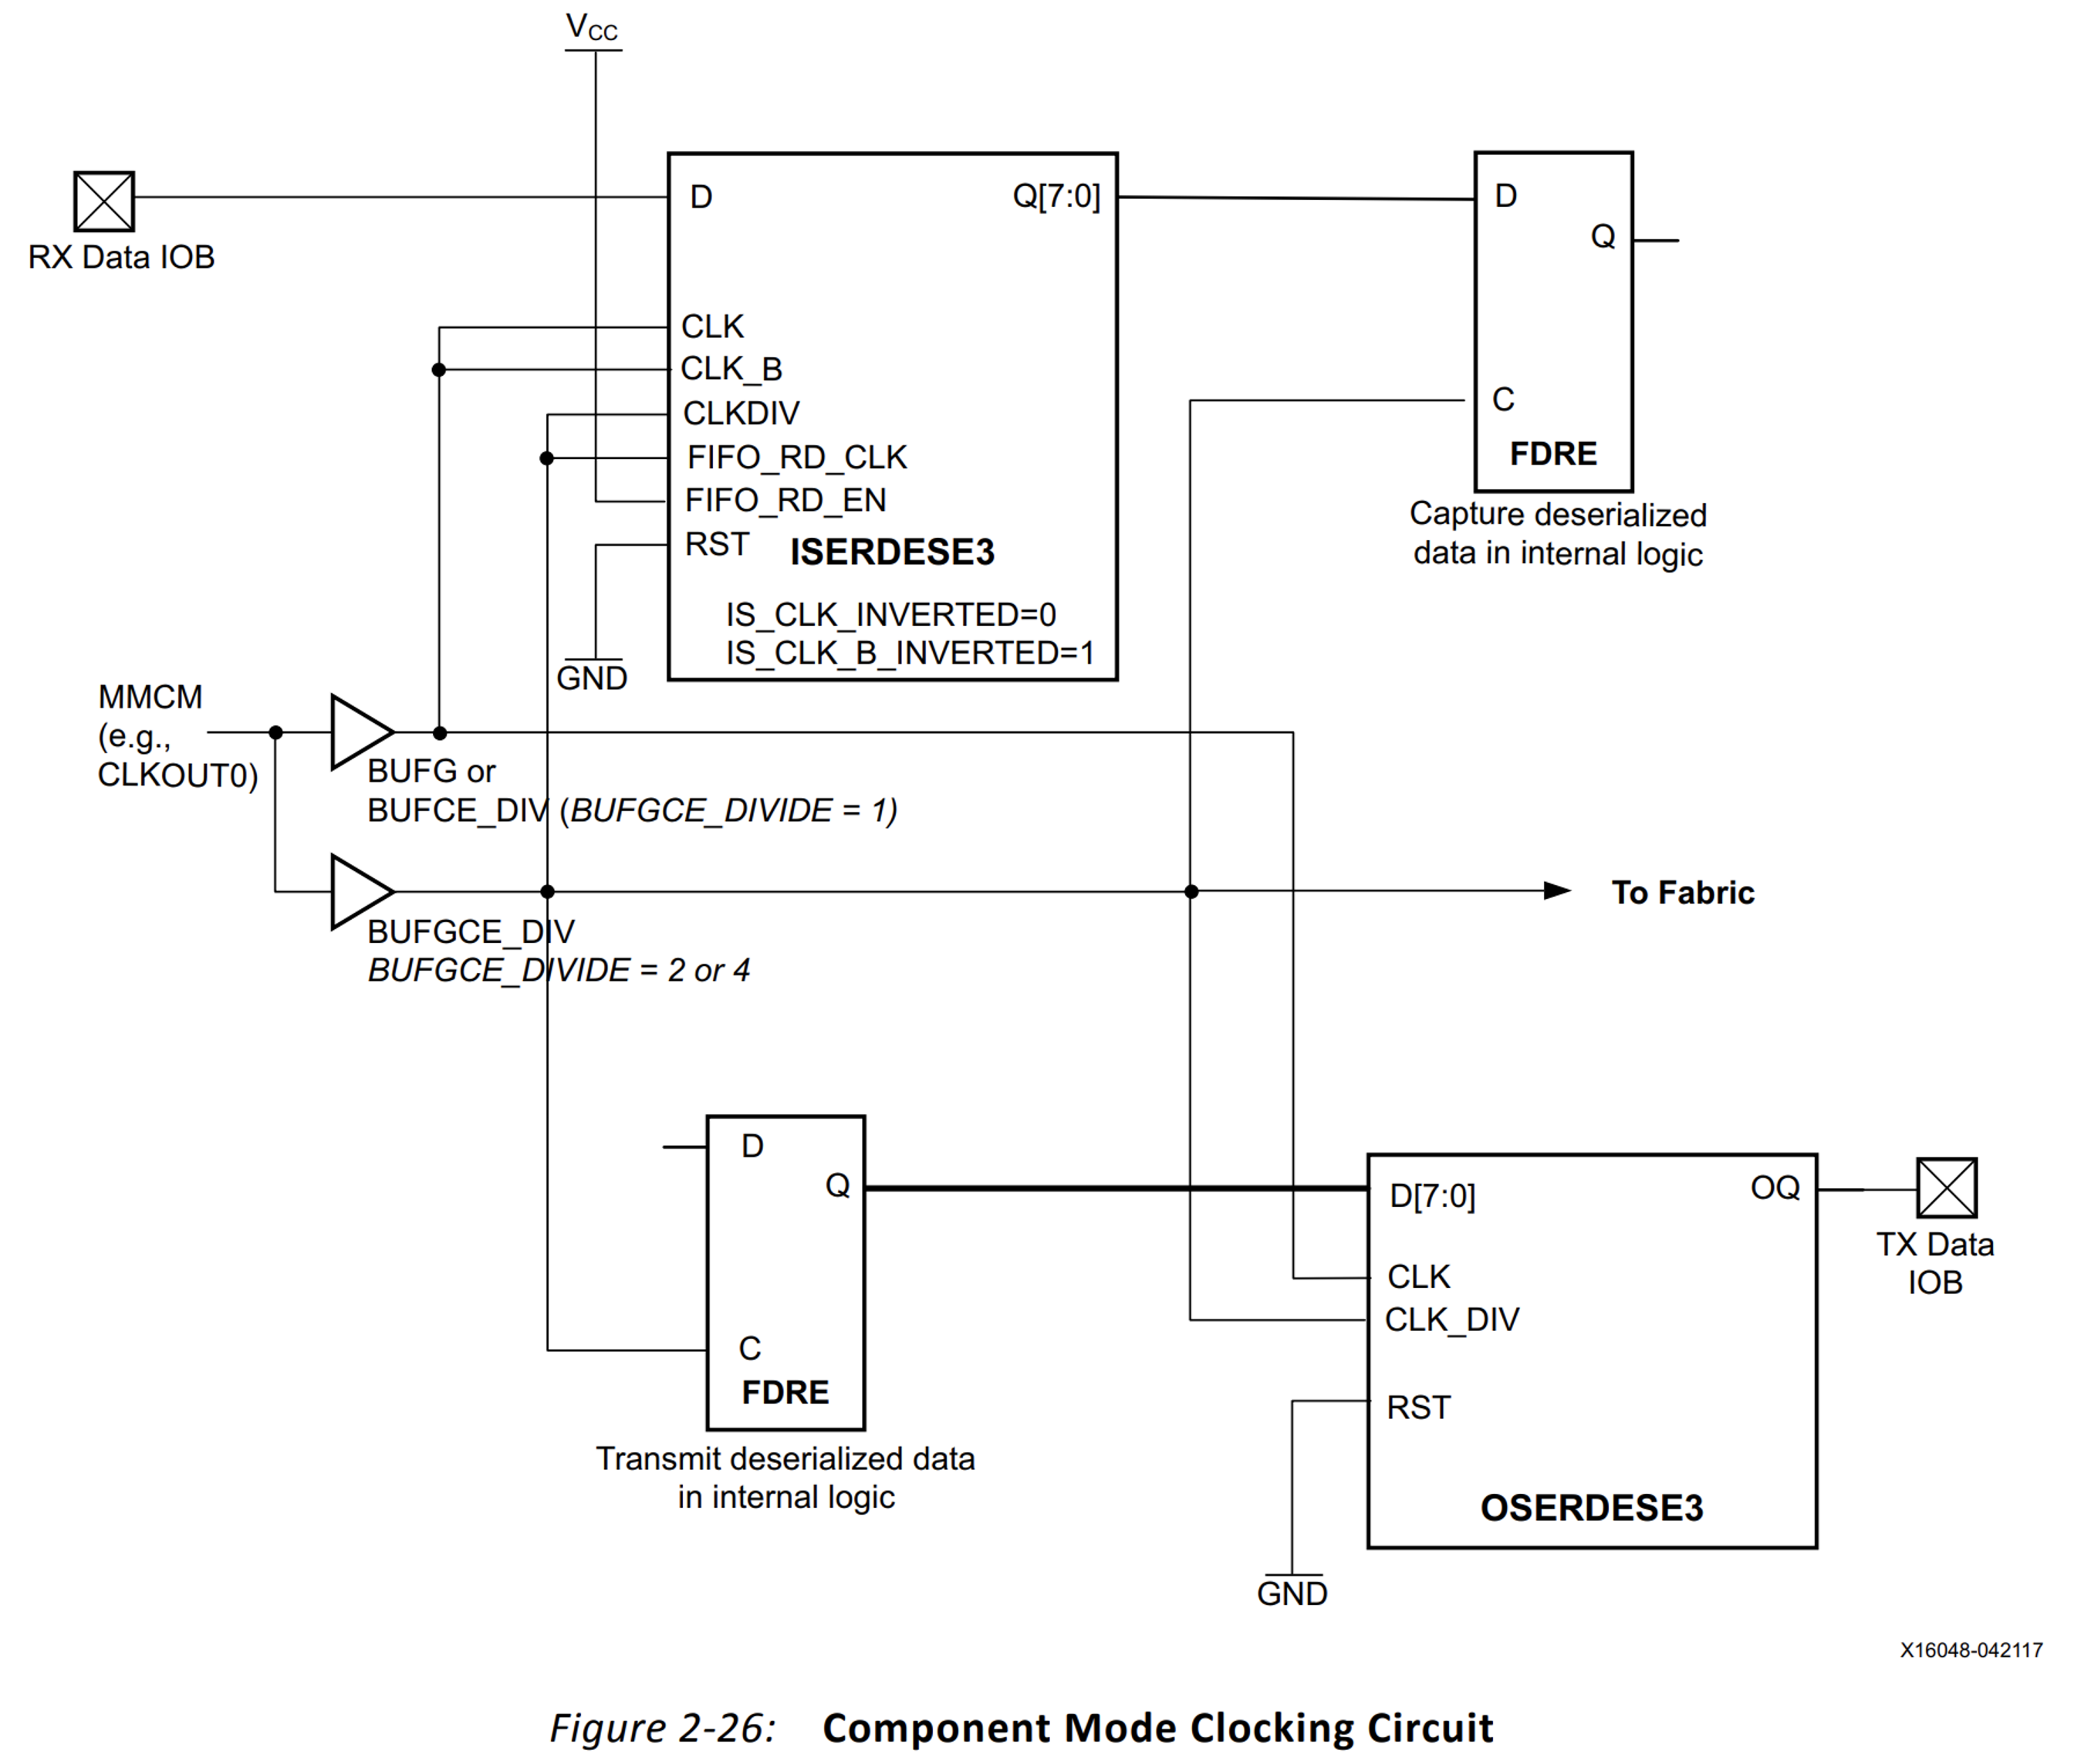 VCC
RX Data IOB
D
Q[7:0]
CLK
CLK_B
CLKDIV
FIFO_RD_CLK
FIFO_RD_EN
RST
ISERDESE3
IS_CLK_INVERTED=0
IS_CLK_B_INVERTED=1
GND
D
Q
C
FDRE
Capture deserialized
data in internal logic
MMCM
(e.g.,
CLKOUT0)
BUFG or
BUFCE_DIV (BUFGCE_DIVIDE = 1)
BUFGCE_DIV
BUFGCE_DIVIDE = 2 or 4
To Fabric
D
Q
C
FDRE
Transmit deserialized data
in internal logic
D[7:0]
OQ
CLK
CLK_DIV
RST
OSERDESE3
GND
TX Data
IOB
X16048-042117
Figure 2-26: Component Mode Clocking Circuit